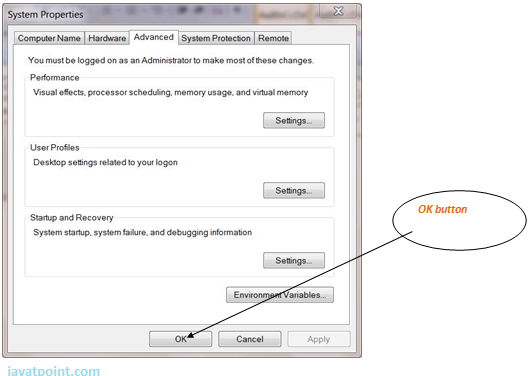 System Properties
Computer Name Hardware Advanced System Protection Remote
You must be logged on as an Administrator to make most of these changes.
Performance
Visual effects, processor scheduling, memory usage, and virtual memory
Settings...
User Profiles
Desktop settings related to your logon
Settings...
Startup and Recovery
System startup, system failure, and debugging information
Settings...
Environment Variables...
OK Cancel Apply
OK button
javatpoint.com